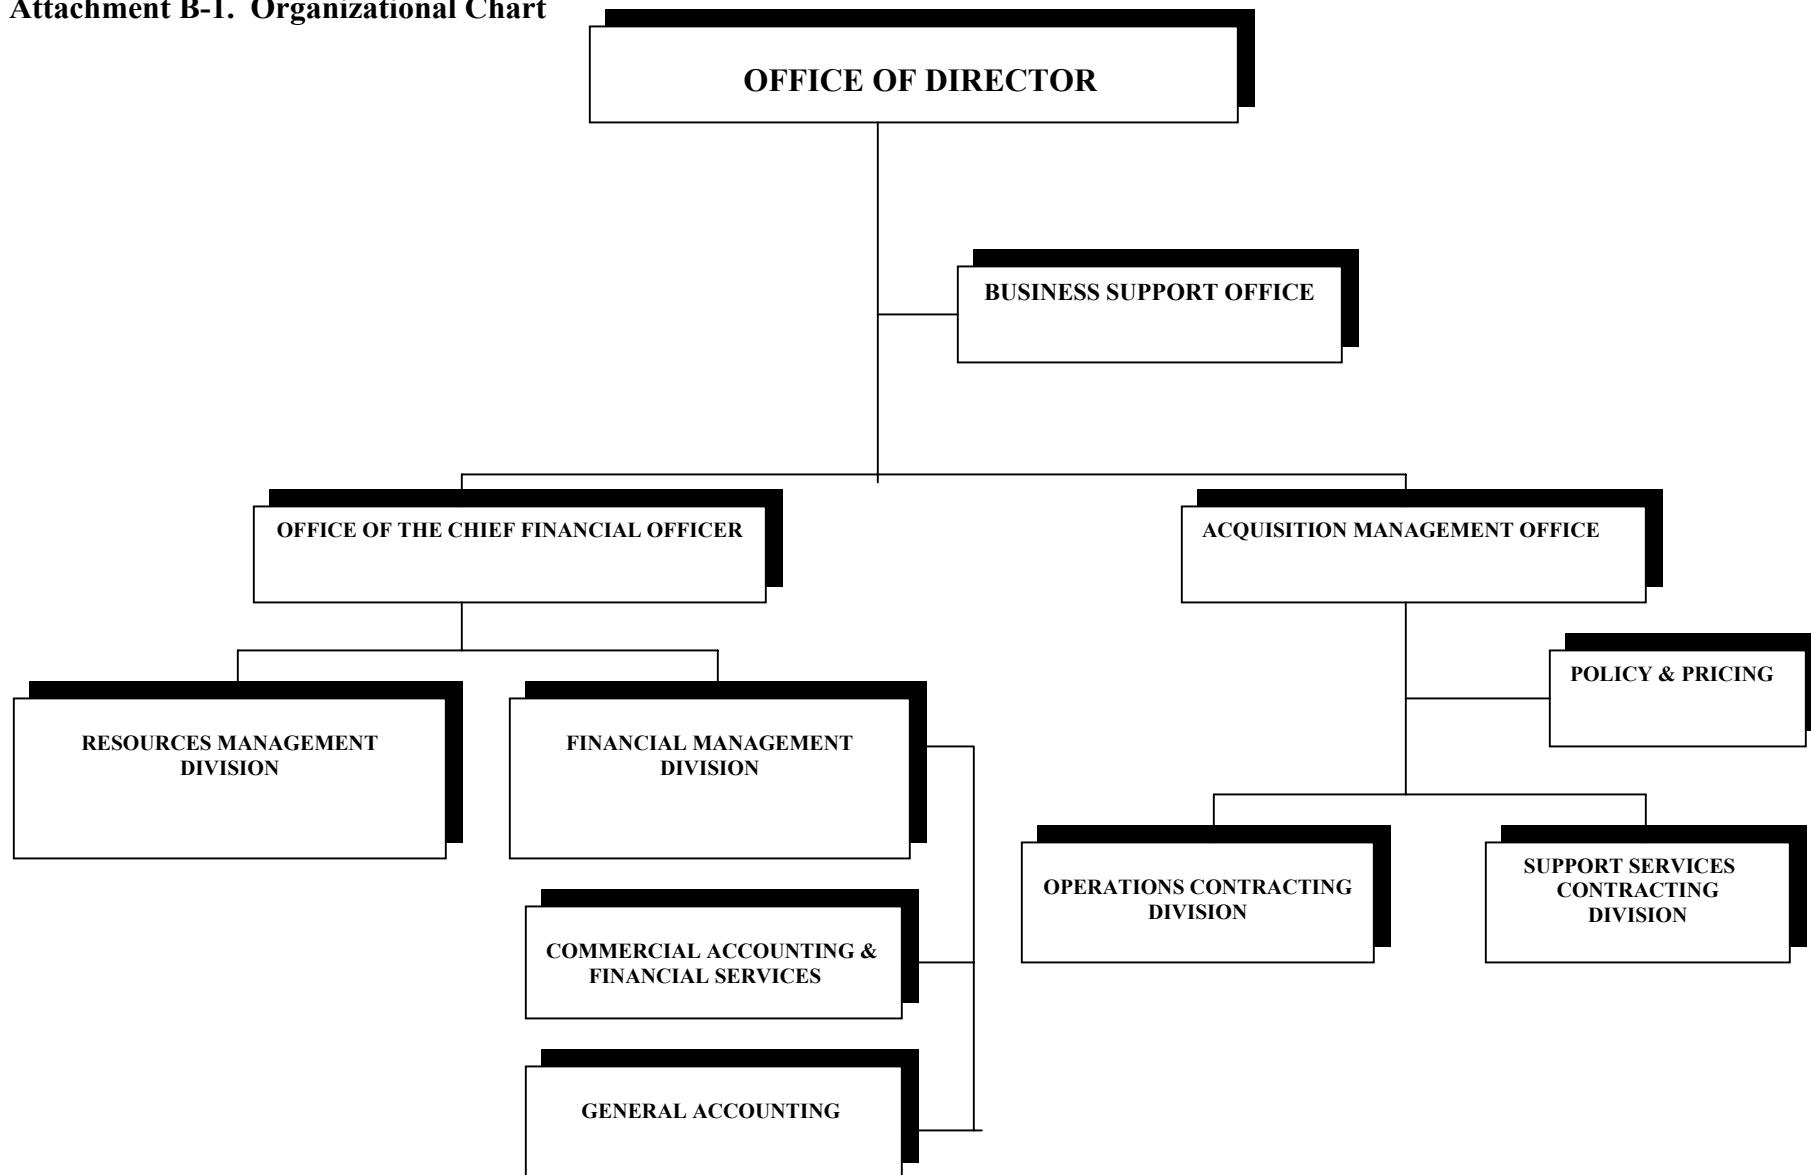 Attachment B-1. Organizational Chart
OFFICE OF DIRECTOR
BUSINESS SUPPORT OFFICE
OFFICE OF THE CHIEF FINANCIAL OFFICER
ACQUISITION MANAGEMENT OFFICE
POLICY & PRICING
RESOURCES MANAGEMENT
DIVISION
FINANCIAL MANAGEMENT
DIVISION
OPERATIONS CONTRACTING
DIVISION
SUPPORT SERVICES
CONTRACTING
DIVISION
COMMERCIAL ACCOUNTING &
FINANCIAL SERVICES
GENERAL ACCOUNTING